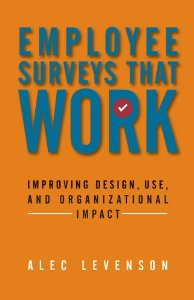 EMPLOYEE
SURVEYS THAT
WORK
IMPROVING DESIGN, USE,
AND ORGANIZATIONAL
IMPACT
ALEC LEVENSON